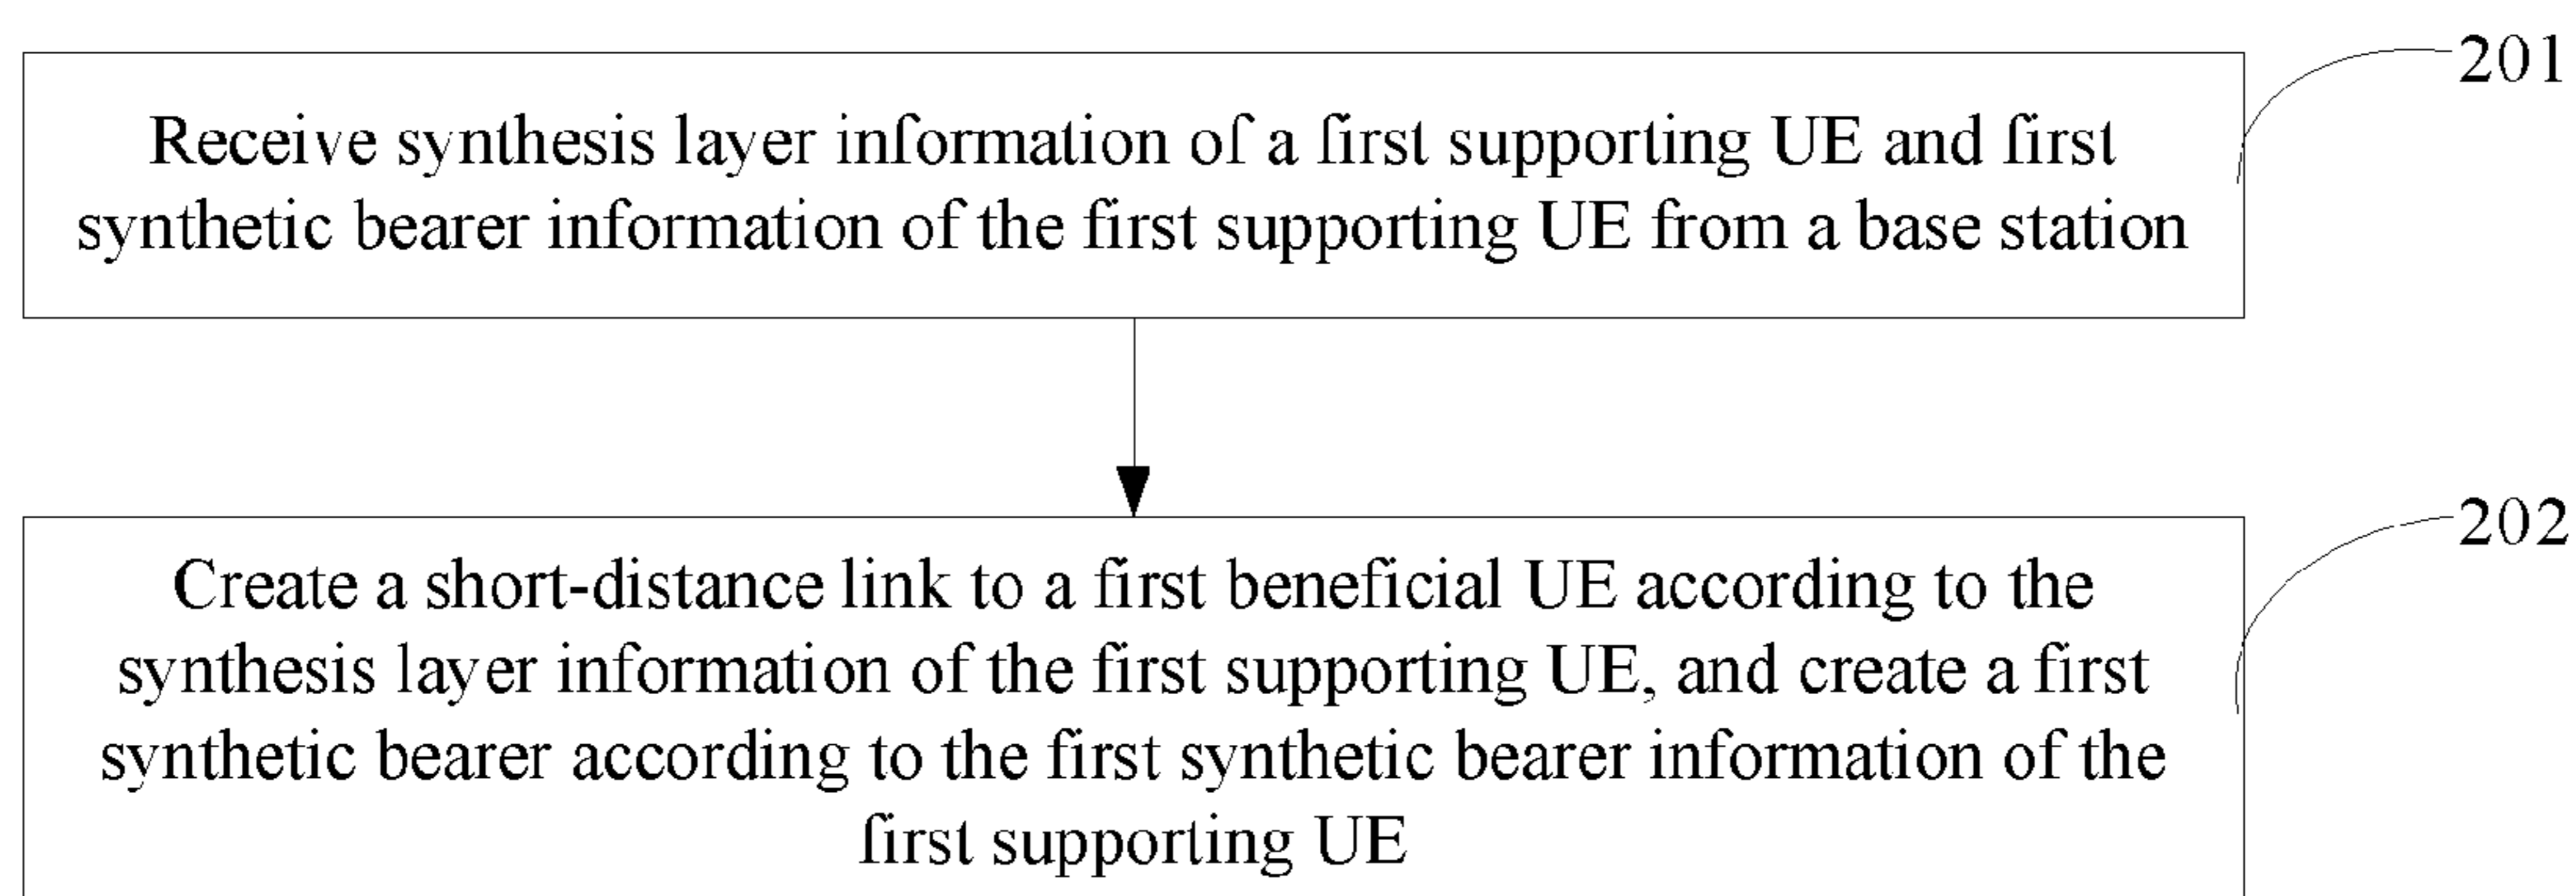 201
Receive synthesis layer information of a first supporting UE and first
synthetic bearer information of the first supporting UE from a base station
202
Create a short-distance link to a first beneficial UE according to the
synthesis layer information of the first supporting UE, and create a first
synthetic bearer according to the first synthetic bearer information of the
first supporting UE